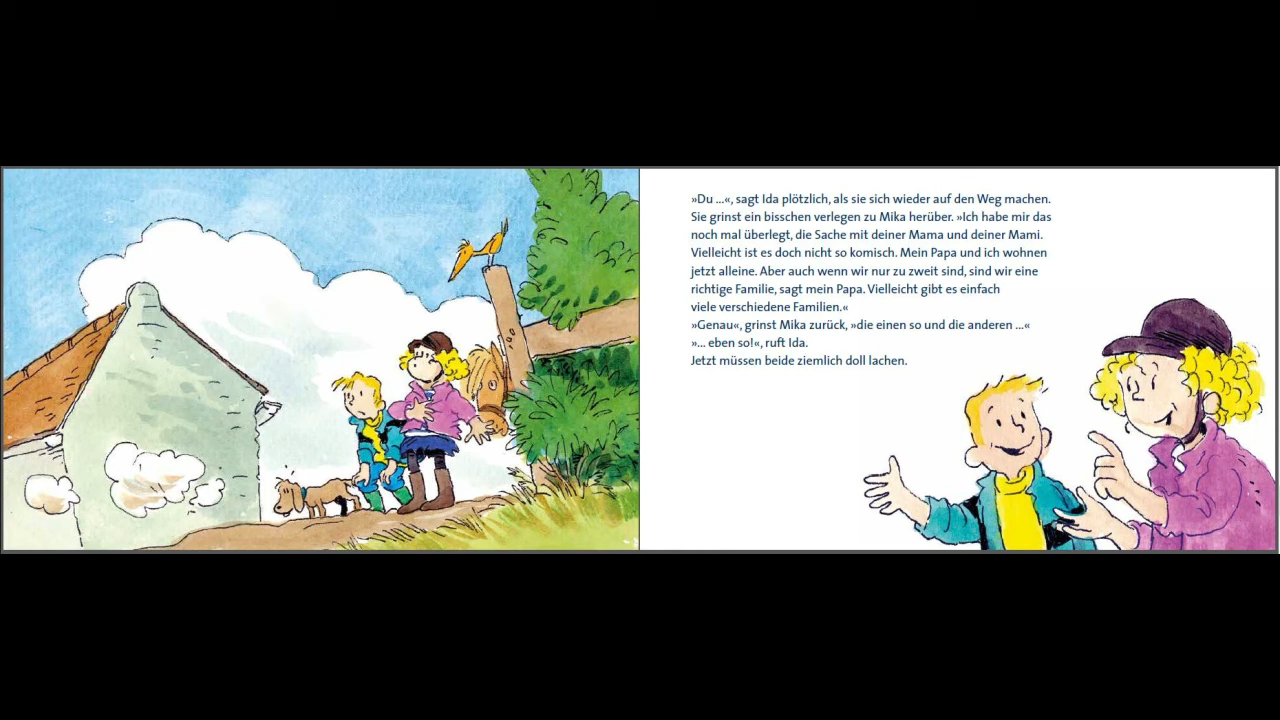 »Du ...«, sagt Ida plötzlich, als sie sich wieder auf den Weg machen.
Sie grinst ein bisschen verlegen zu Mika herüber. »Ich habe mir das
noch mal überlegt, die Sache mit deiner Mama und deiner Mami.
Vielleicht ist es doch nicht so komisch. Mein Papa und ich wohnen
jetzt alleine. Aber auch wenn wir nur zu zweit sind, sind wir eine
richtige Familie, sagt mein Papa. Vielleicht gibt es einfach
viele verschiedene Familien.«
»Genau«, grinst Mika zurück, »die einen so und die anderen ...«
»... eben so!«, ruft Ida.
Jetzt müssen beide ziemlich doll lachen.